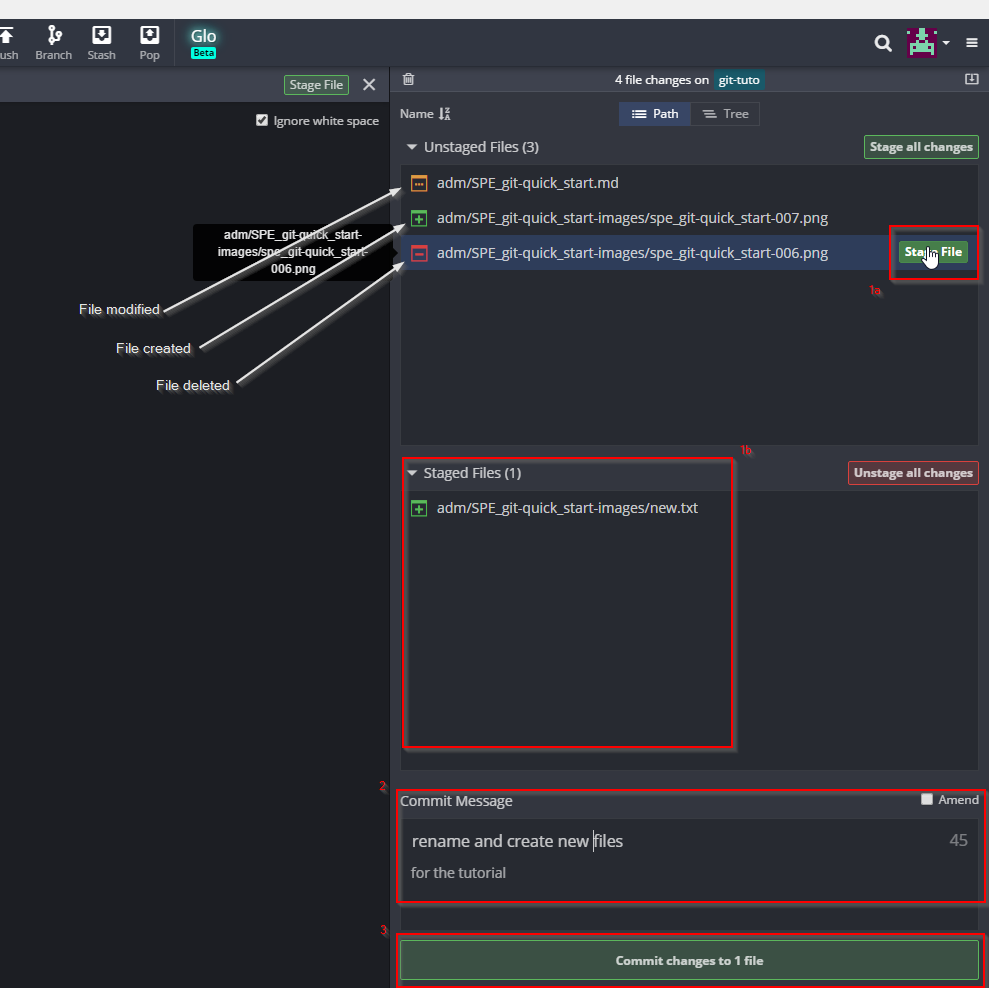 ush Branch Stash Pop Glo
Beta
Stage File
4 file changes on git-tuto
Ignore white space
Name
Path Tree
Unstaged Files (3) Stage all changes
adm/SPE_git-quick_start.md
adm/SPE_git-quick_start-images/spe_git-quick_start-007.png
adm/SPE_git-quick_start-images/spe_git-quick_start-006.png
Stage File
1a
adm/SPE_git-quick_start-
images/spe_git-quick_start-
006.png
File modified
File created
File deleted
1b
Staged Files (1) Unstage all changes
adm/SPE_git-quick_start-images/new.txt
2
Commit Message Amend
rename and create new files 45
for the tutorial
3
Commit changes to 1 file